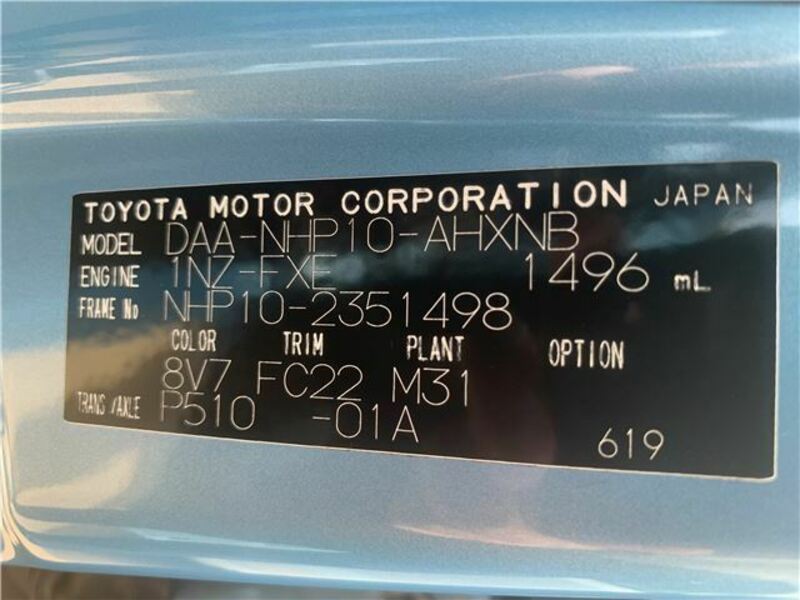 TOYOTA MOTOR CORPORATION JAPAN
MODEL DAA-NHP10-AHXNB
ENGINE 1NZ-FXE 1496 mL
FRAME No NHP10-2351498
COLOR TRIM PLANT OPTION
8V7 FC22 M31
TRANS/AXLE P510 -01A
619